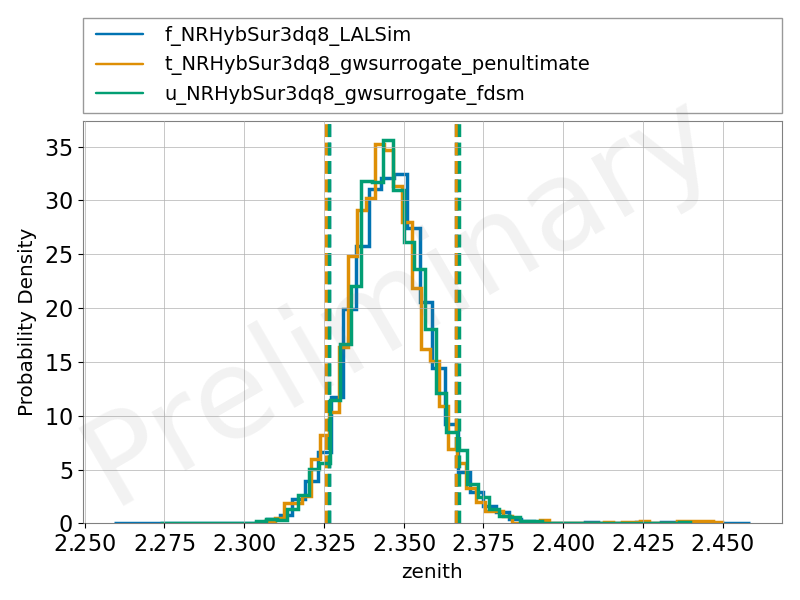 f_NRHybSur3dq8_LALSim
t_NRHybSur3dq8_gwsurrogate_penultimate
u_NRHybSur3dq8_gwsurrogate_fdsm
Preliminary
Probability Density
35
30
25
20
15
10
5
0
2.250 2.275 2.300 2.325 2.350 2.375 2.400 2.425 2.450
zenith